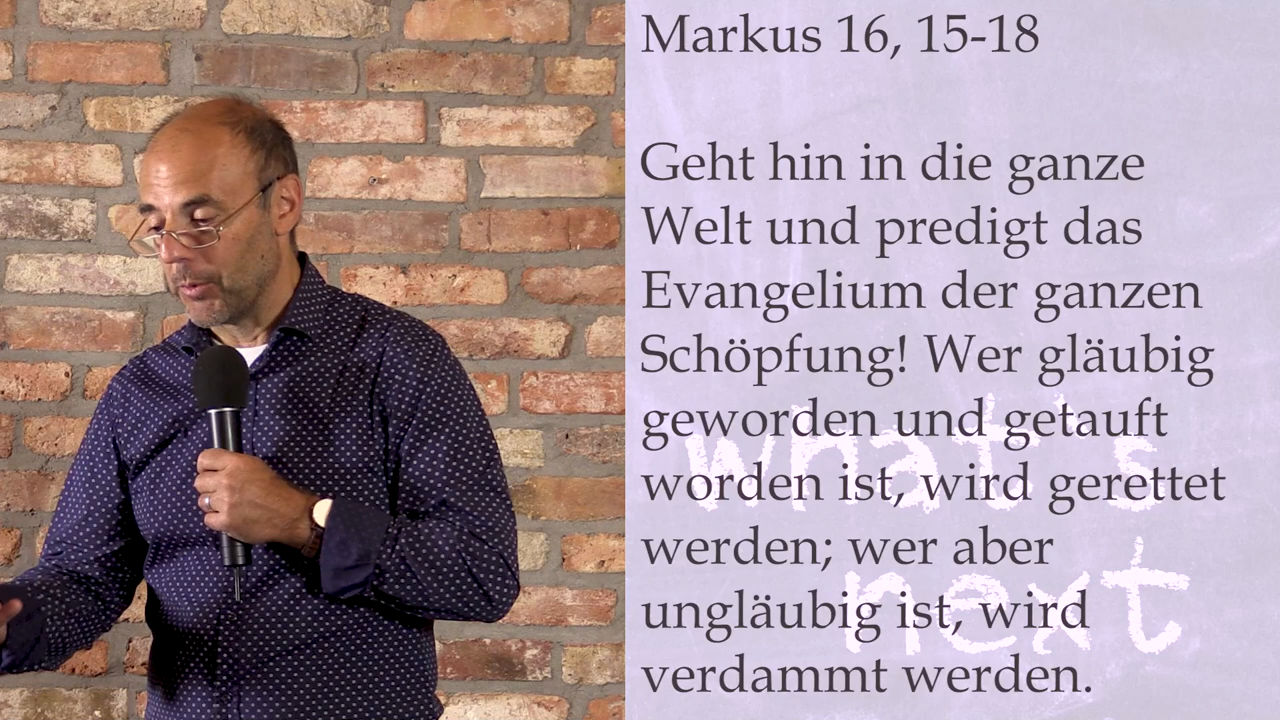 Markus 16, 15-18
Geht hin in die ganze
Welt und predigt das
Evangelium der ganzen
Schöpfung! Wer gläubig
geworden und getauft
worden ist, wird gerettet
werden; wer aber
ungläubig ist, wird
verdammt werden.
what's
next